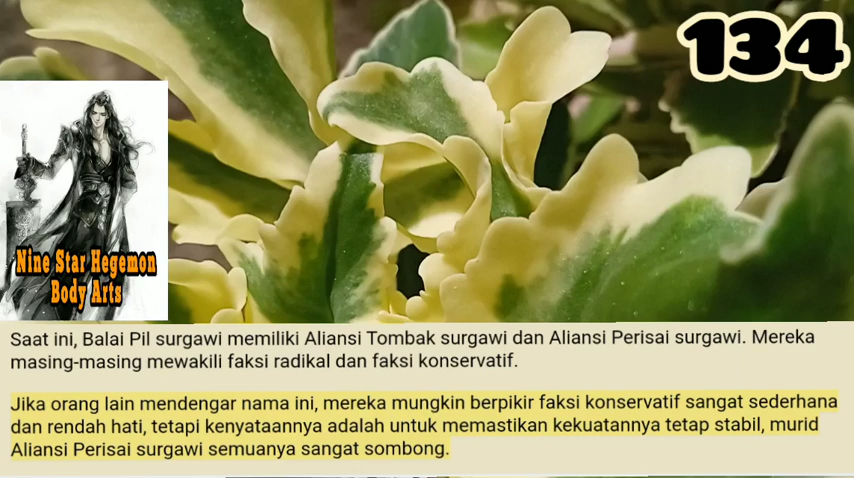 134
Nine Star Hegemon
Body Arts
Saat ini, Balai Pil surgawi memiliki Aliansi Tombak surgawi dan Aliansi Perisai surgawi. Mereka
masing-masing mewakili faksi radikal dan faksi konservatif.
Jika orang lain mendengar nama ini, mereka mungkin berpikir faksi konservatif sangat sederhana
dan rendah hati, tetapi kenyataannya adalah untuk memastikan kekuatannya tetap stabil, murid
Aliansi Perisai surgawi semuanya sangat sombong.